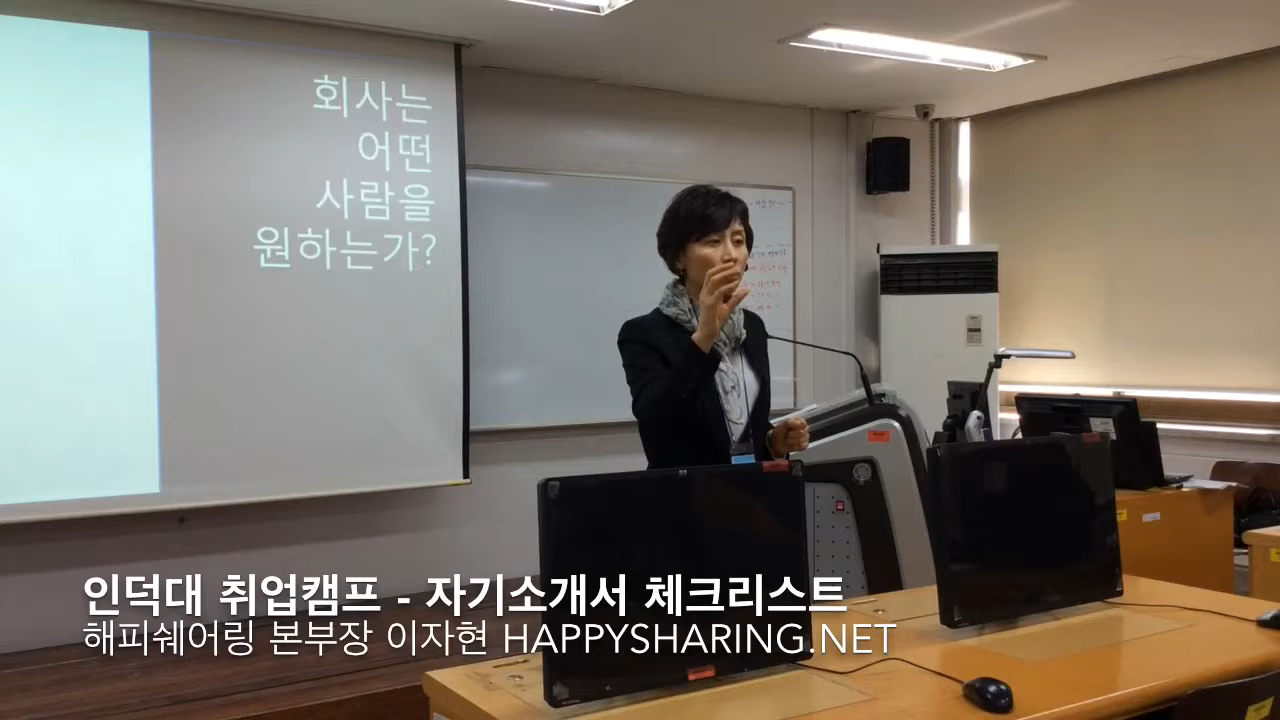 회사는
어떤
사람을
원하는가?
인덕대 취업캠프 - 자기소개서 체크리스트
해피쉐어링 본부장 이자현 HAPPYSHARING.NET